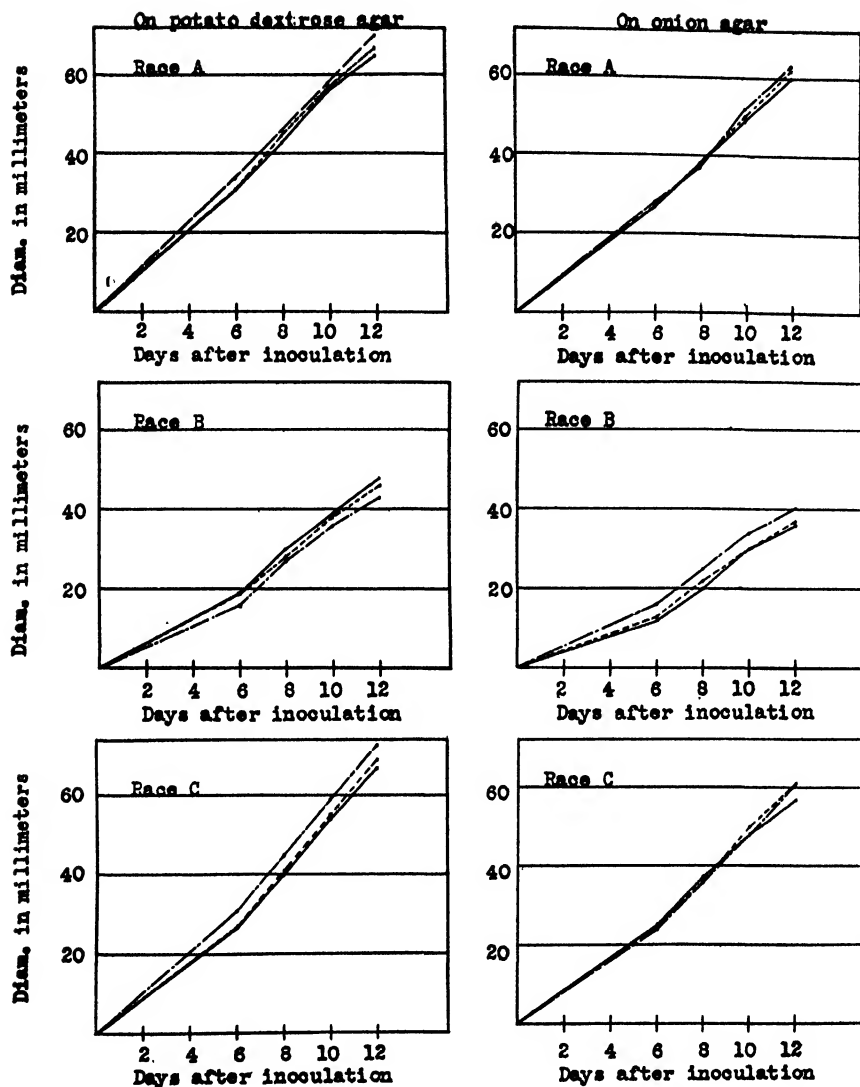 On potato dextrose agar
Race A
Diam. in millimeters
60
40
20
2 4 6 8 10 12
Days after inoculation
On onion agar
Race A
60
40
20
2 4 6 8 10 12
Days after inoculation
Race B
Diam. in millimeters
60
40
20
2 4 6 8 10 12
Days after inoculation
Race B
60
40
20
2 4 6 8 10 12
Days after inoculation
Race C
Diam. in millimeters
60
40
20
2 4 6 8 10 12
Days after inoculation
Race C
60
40
20
2 4 6 8 10 12
Days after inoculation